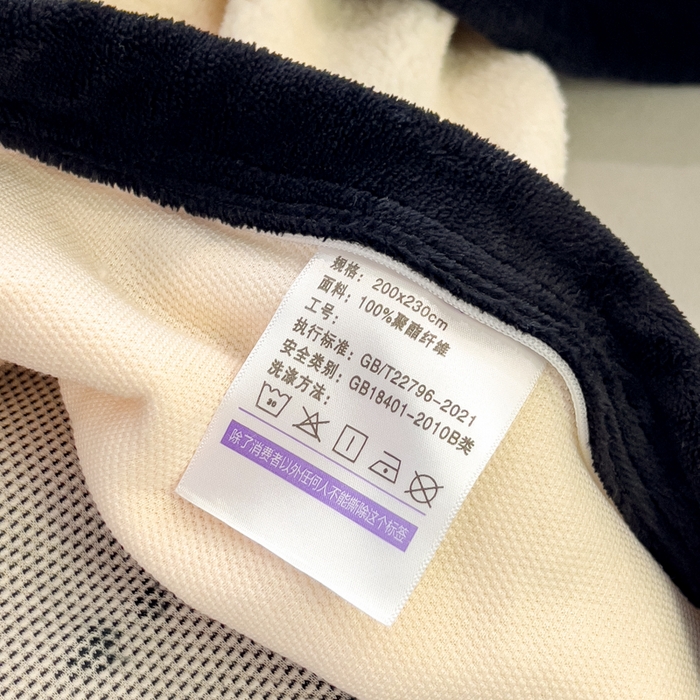 规格：200x230cm
面料：100%聚酯纤维
工号：
执行标准：GB/T22796-2021
安全类别：GB18401-2010B类
洗涤方法：
30
除了消费者以外任何人不能撕除这个标签